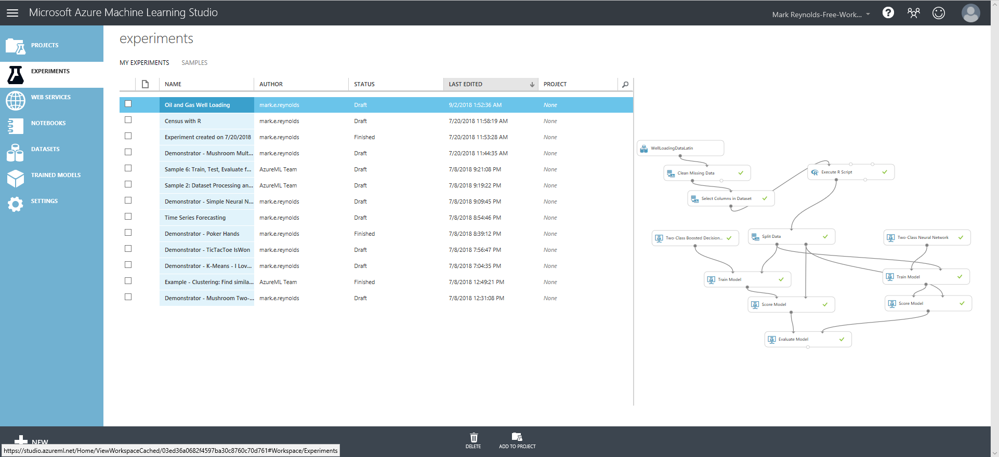 Microsoft Azure Machine Learning Studio
Mark Reynolds-Free-Work...
?
PROJECTS
EXPERIMENTS
WEB SERVICES
NOTEBOOKS
DATASETS
TRAINED MODELS
SETTINGS
experiments
MY EXPERIMENTS SAMPLES
NAME AUTHOR STATUS LAST EDITED PROJECT
Oil and Gas Well Loading mark.e.reynolds Draft 9/2/2018 1:52:36 AM None
Census with R mark.e.reynolds Draft 7/20/2018 11:58:19 AM None
Experiment created on 7/20/2018 mark.e.reynolds Finished 7/20/2018 11:53:28 AM None
Demonstrator - Mushroom Mult... mark.e.reynolds Draft 7/20/2018 11:44:35 AM None
Sample 6: Train, Test, Evaluate f... AzureML Team Draft 7/8/2018 9:21:08 PM None
Sample 2: Dataset Processing an... AzureML Team Draft 7/8/2018 9:19:22 PM None
Demonstrator - Simple Neural N... mark.e.reynolds Draft 7/8/2018 9:09:45 PM None
Time Series Forecasting mark.e.reynolds Draft 7/8/2018 8:54:46 PM None
Demonstrator - Poker Hands mark.e.reynolds Finished 7/8/2018 8:39:12 PM None
Demonstrator - TicTacToe IsWon mark.e.reynolds Draft 7/8/2018 7:56:47 PM None
Demonstrator - K-Means - I Lov... mark.e.reynolds Draft 7/8/2018 7:04:35 PM None
Example - Clustering: Find simila... AzureML Team Finished 7/8/2018 12:49:21 PM None
Demonstrator - Mushroom Two-... mark.e.reynolds Draft 7/8/2018 12:31:08 PM None
WellLoadingDataLatin
Clean Missing Data
Execute R Script
Select Columns in Dataset
Two-Class Boosted Decision...
Split Data
Two-Class Neural Network
Train Model
Train Model
Score Model
Score Model
Evaluate Model
NEW
DELETE
ADD TO PROJECT
https://studio.azureml.net/Home/ViewWorkspaceCached/03ed36a0682f4597ba30c8760c70d761#Workspace/Experiments